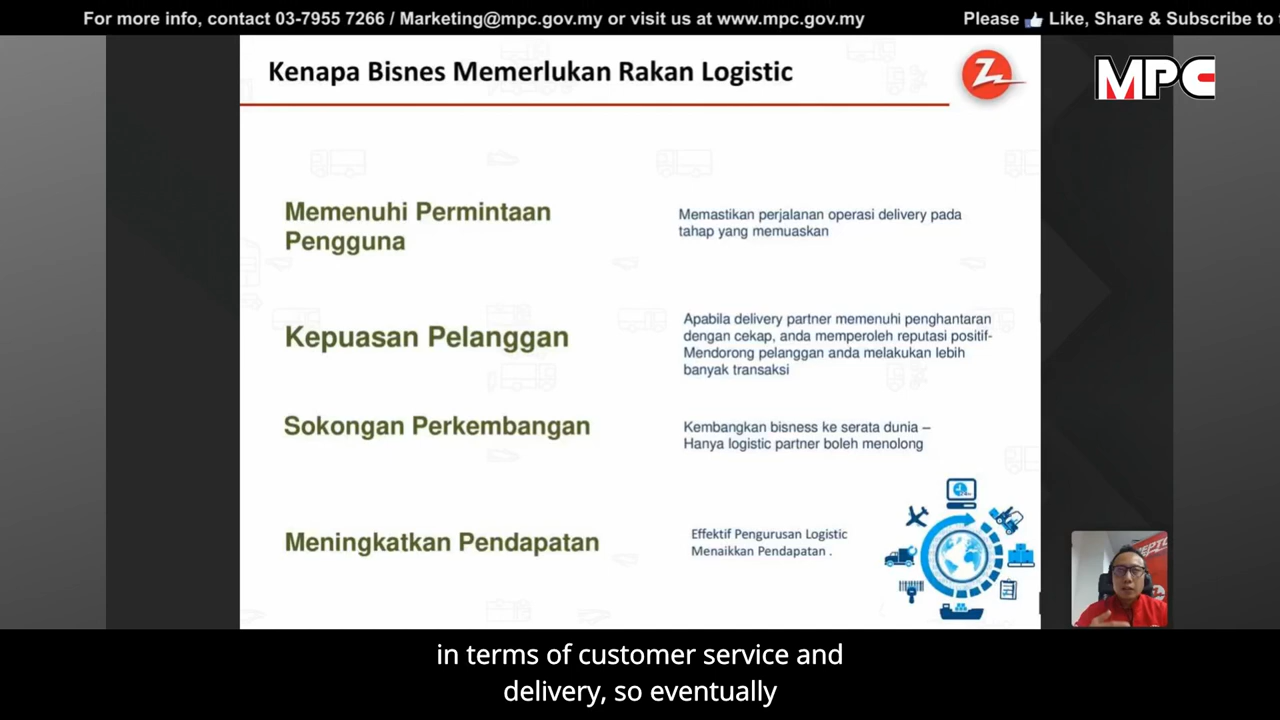 For more info, contact 03-7955 7266 / Marketing@mpc.gov.my or visit us at www.mpc.gov.my
Please 👍 Like, Share & Subscribe to
MPC
Kenapa Bisnes Memerlukan Rakan Logistic
Memenuhi Permintaan
Pengguna
Memastikan perjalanan operasi delivery pada
tahap yang memuaskan
Kepuasan Pelanggan
Apabila delivery partner memenuhi penghantaran
dengan cekap, anda memperoleh reputasi positif-
Mendorong pelanggan anda melakukan lebih
banyak transaksi
Sokongan Perkembangan
Kembangkan bisness ke serata dunia –
Hanya logistic partner boleh menolong
Meningkatkan Pendapatan
Effektif Pengurusan Logistic
Menaikkan Pendapatan .
in terms of customer service and
delivery, so eventually